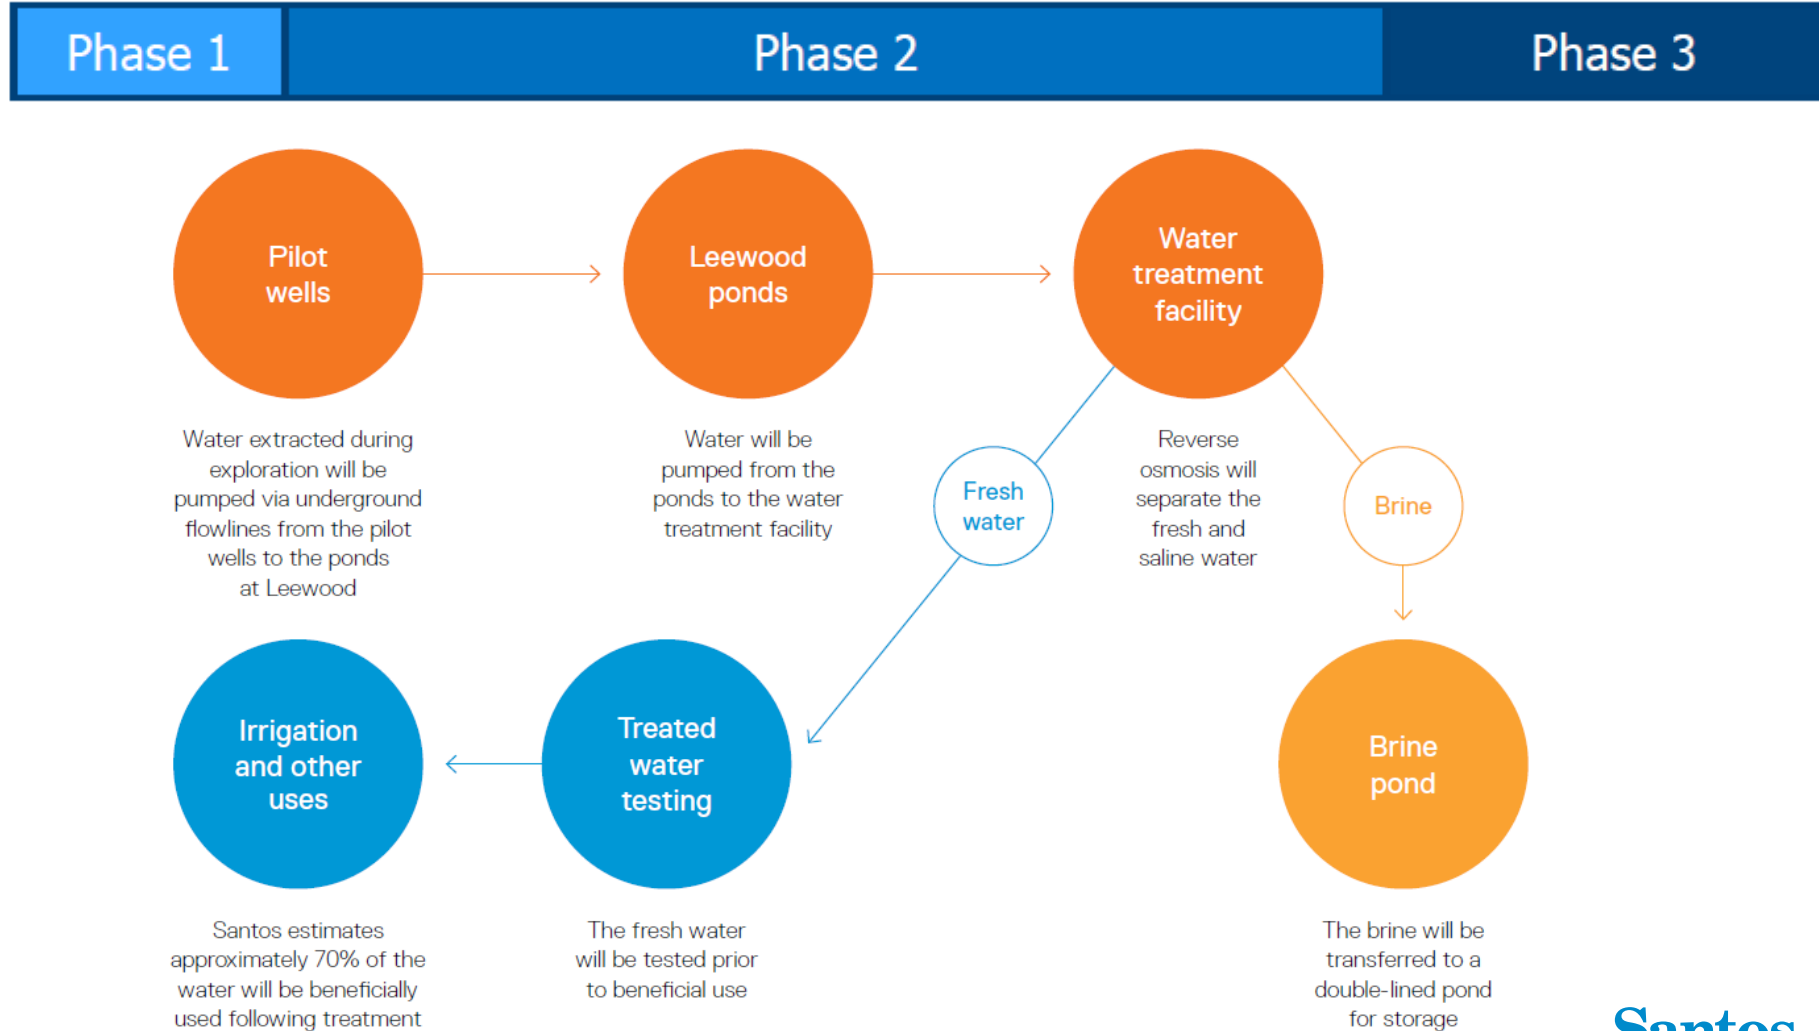 Phase 1
Phase 2
Phase 3
Pilot
wells
Leewood
ponds
Water
treatment
facility
Water extracted during
exploration will be
pumped via underground
flowlines from the pilot
wells to the ponds
at Leewood
Water will be
pumped from the
ponds to the water
treatment facility
Fresh
water
Reverse
osmosis will
separate the
fresh and
saline water
Brine
Irrigation
and other
uses
Treated
water
testing
Brine
pond
Santos estimates
approximately 70% of the
water will be beneficially
used following treatment
The fresh water
will be tested prior
to beneficial use
The brine will be
transferred to a
double-lined pond
for storage
Santos